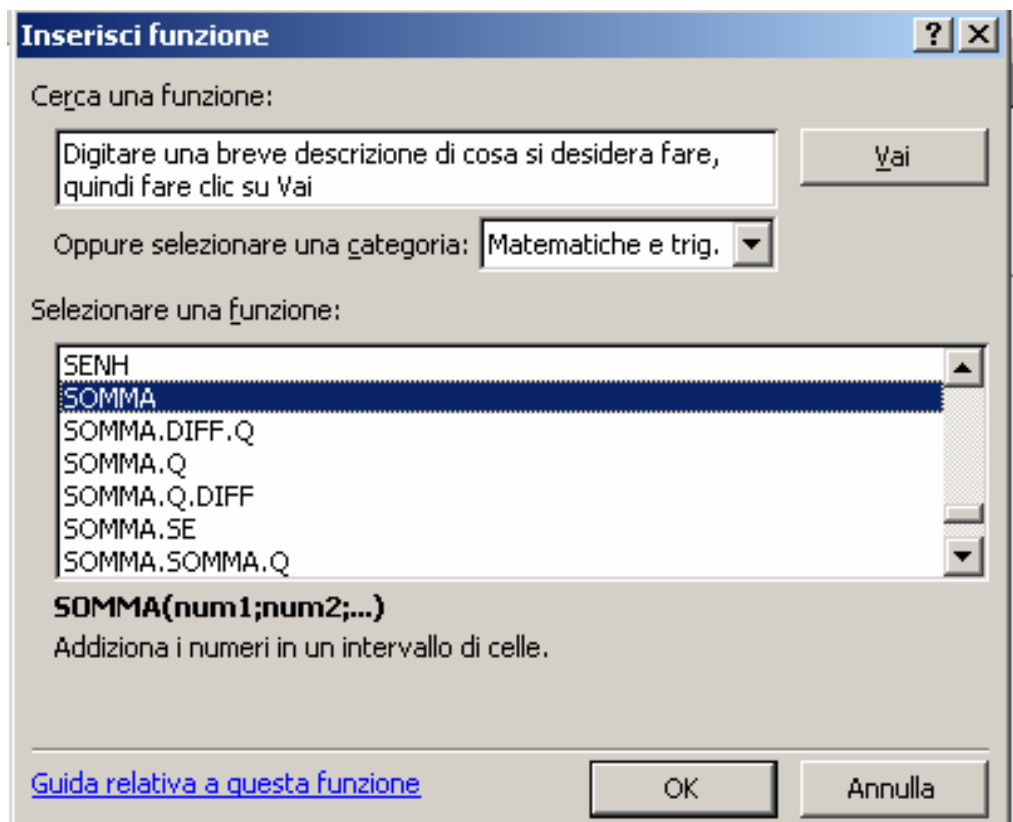 Inserisci funzione
Cerca una funzione:
Digitare una breve descrizione di cosa si desidera fare,
quindi fare clic su Vai
Vai
Oppure selezionare una categoria: Matematiche e trig.
Selezionare una funzione:
SENH
SOMMA
SOMMA.DIFF.Q
SOMMA.Q
SOMMA.Q.DIFF
SOMMA.SE
SOMMA.SOMMA.Q
SOMMA(num1;num2;...)
Addiziona i numeri in un intervallo di celle.
Guida relativa a questa funzione
OK
Annulla